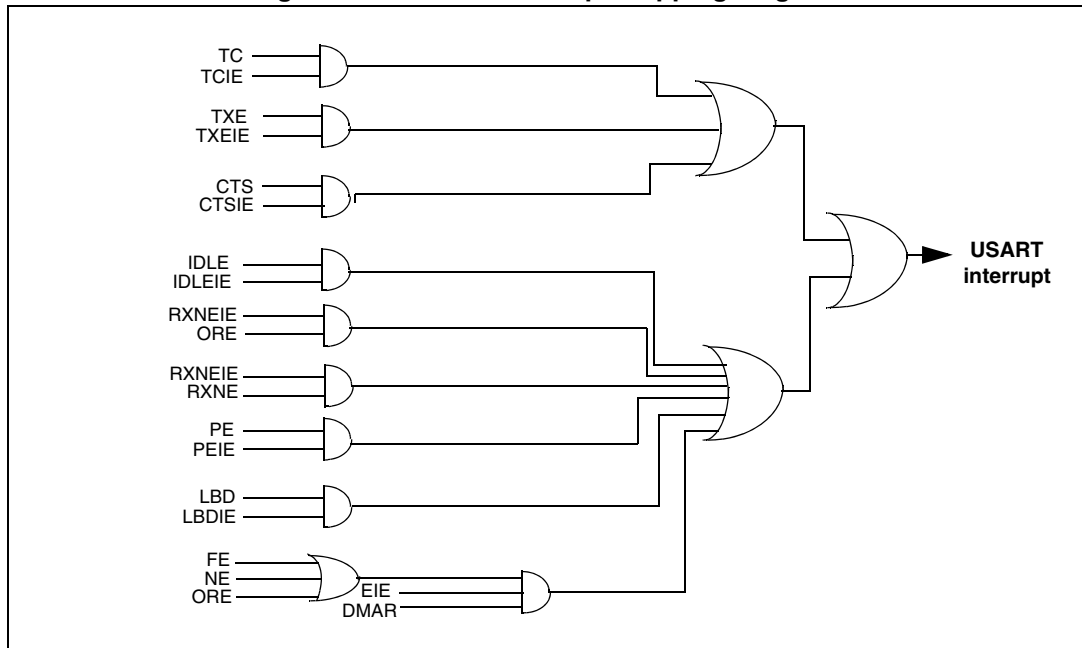 TC
TCIE
TXE
TXEIE
CTS
CTSIE
USART
interrupt
IDLE
IDLEIE
RXNEIE
ORE
RXNEIE
RXNE
PE
PEIE
LBD
LBDIE
FE
NE
ORE
EIE
DMAR